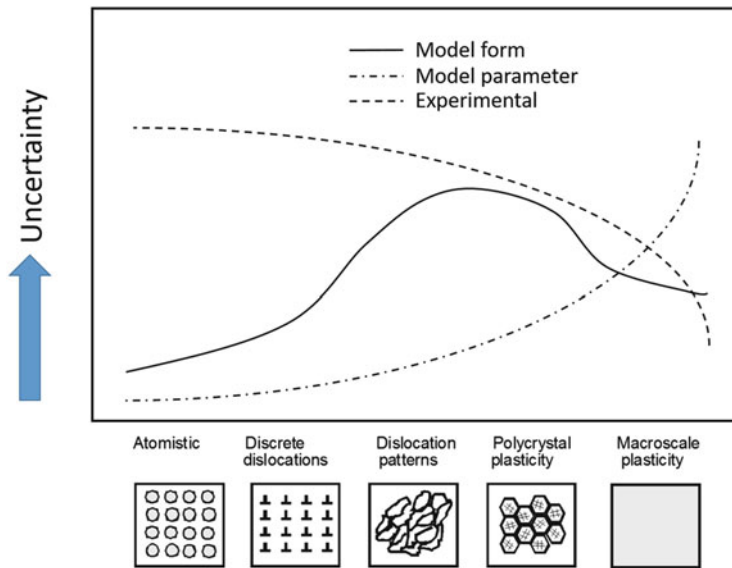 Model form
Model parameter
Experimental
Uncertainty
Atomistic
Discrete
dislocations
Dislocation
patterns
Polycrystal
plasticity
Macroscale
plasticity